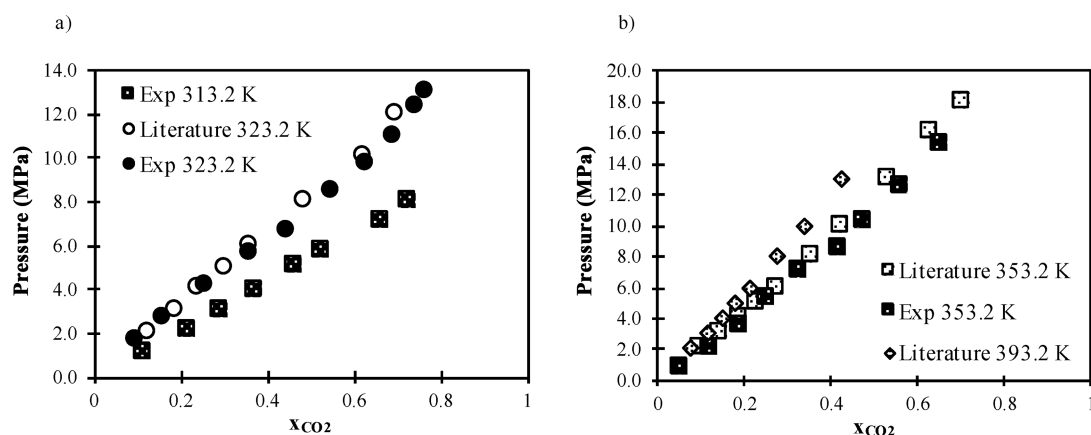 a)
14.0
12.0
10.0
8.0
6.0
4.0
2.0
0.0
Pressure (MPa)
Exp 313.2 K
Literature 323.2 K
Exp 323.2 K
0 0.2 0.4 0.6 0.8 1
xCO2
b)
20.0
18.0
16.0
14.0
12.0
10.0
8.0
6.0
4.0
2.0
0.0
Pressure (MPa)
Literature 353.2 K
Exp 353.2 K
Literature 393.2 K
0 0.2 0.4 0.6 0.8 1
xCO2